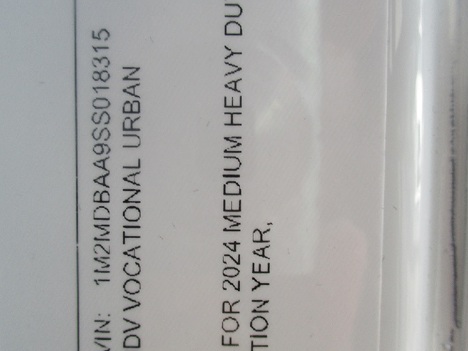 VIN: 1M2MDBAA9SS018315
DV VOCATIONAL URBAN
FOR 2024 MEDIUM HEAVY DU
TION YEAR,